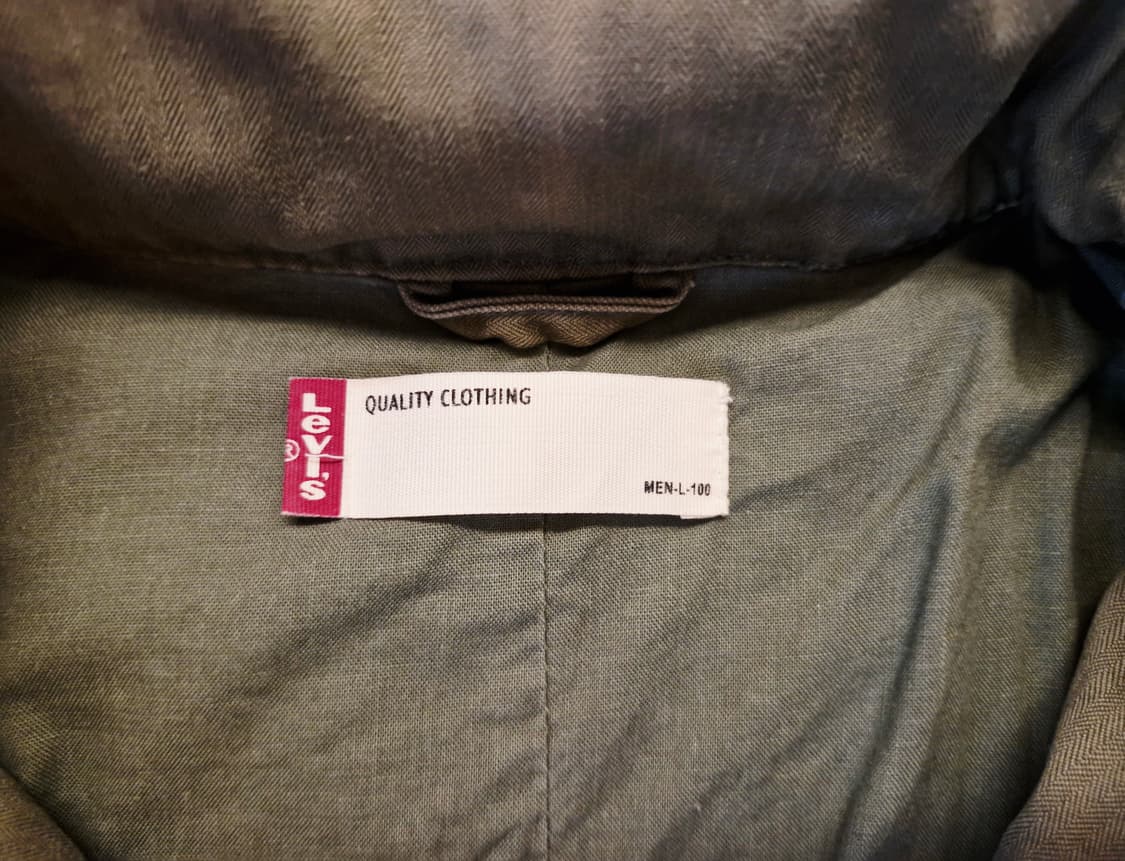 Levi's
®
QUALITY CLOTHING
MEN-L-100